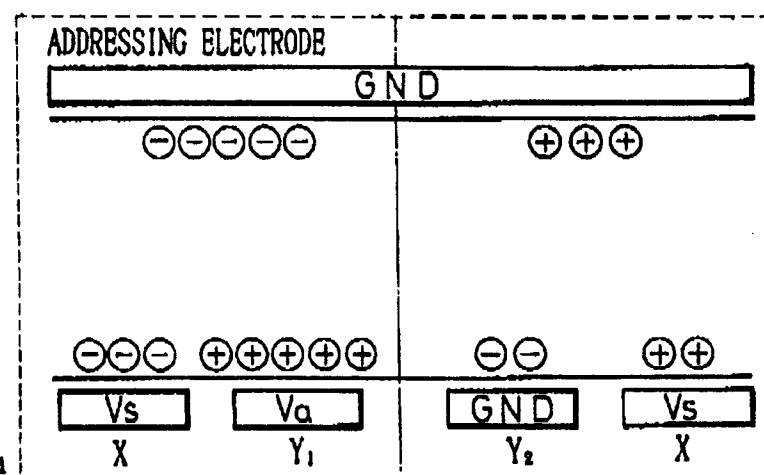 ADDRESSING ELECTRODE
GND
− − − − − + + +
− − − + + + + + − − + +
Vs Va GND Vs
X Y₁ Y₂ X